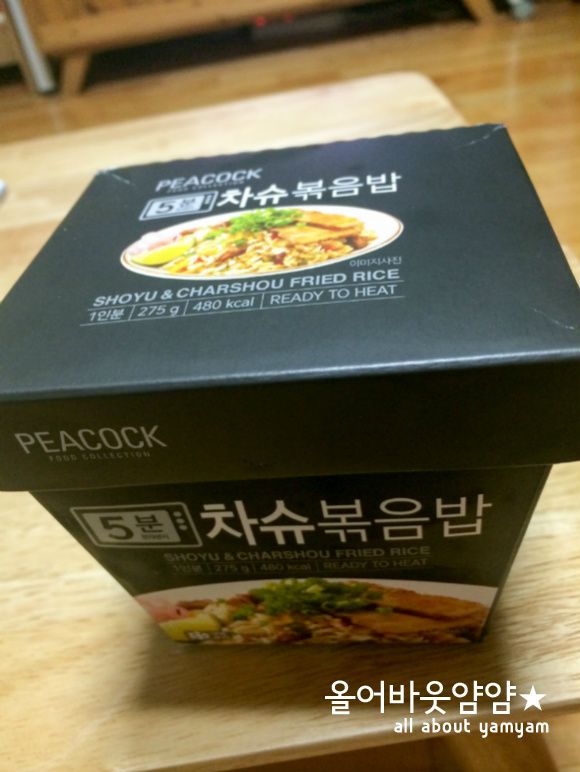 PEACOCK
FOOD COLLECTION
5분 차슈볶음밥
이미지사진
SHOYU & CHARSHOU FRIED RICE
1인분 | 275 g | 480 kcal | READY TO HEAT
PEACOCK
FOOD COLLECTION
5분 차슈볶음밥
SHOYU & CHARSHOU FRIED RICE
1인분 | 275 g | 480 kcal | READY TO HEAT
올어바웃얌얌★
all about yamyam